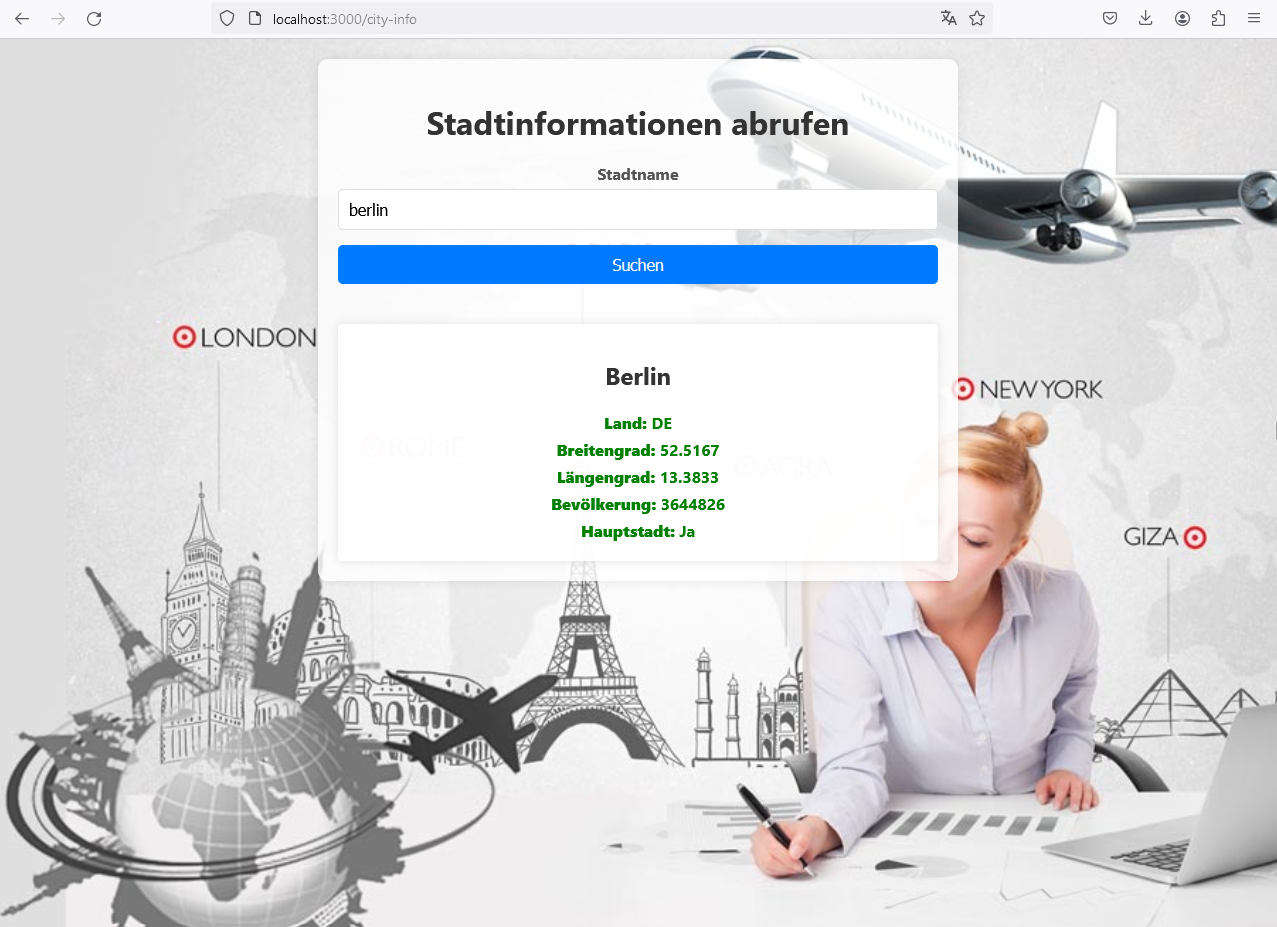 localhost:3000/city-info
Stadtinformationen abrufen
Stadtname
berlin
Suchen
LONDON
NEW YORK
Berlin
Land: DE
ROME
Breitengrad: 52.5167
AGRA
Längengrad: 13.3833
Bevölkerung: 3644826
Hauptstadt: Ja
GIZA